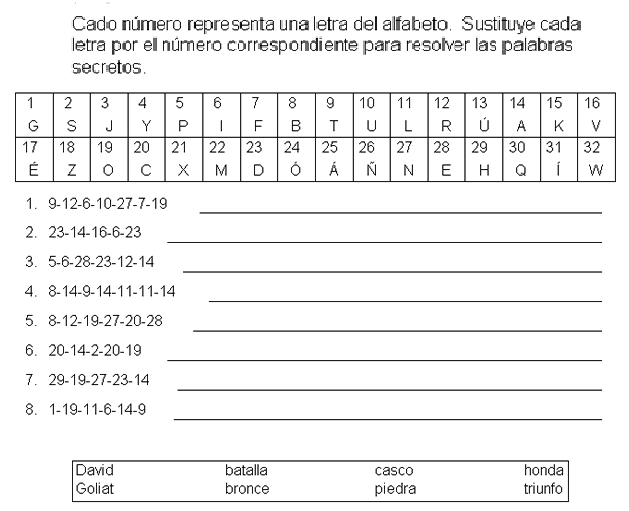 Cado número representa una letra del alfabeto. Sustituye cada
letra por el número correspondiente para resolver las palabras
secretos.
1 2 3 4 5 6 7 8 9 10 11 12 13 14 15 16
G S J Y P I F B T U L R Ú A K V
17 18 19 20 21 22 23 24 25 26 27 28 29 30 31 32
É Z O C X M D Ó Á Ñ N E H Q Í W
1. 9-12-6-10-27-7-19
2. 23-14-16-6-23
3. 5-6-28-23-12-14
4. 8-14-9-14-11-11-14
5. 8-12-19-27-20-28
6. 20-14-2-20-19
7. 29-19-27-23-14
8. 1-19-11-6-14-9
David batalla casco honda
Goliat bronce piedra triunfo